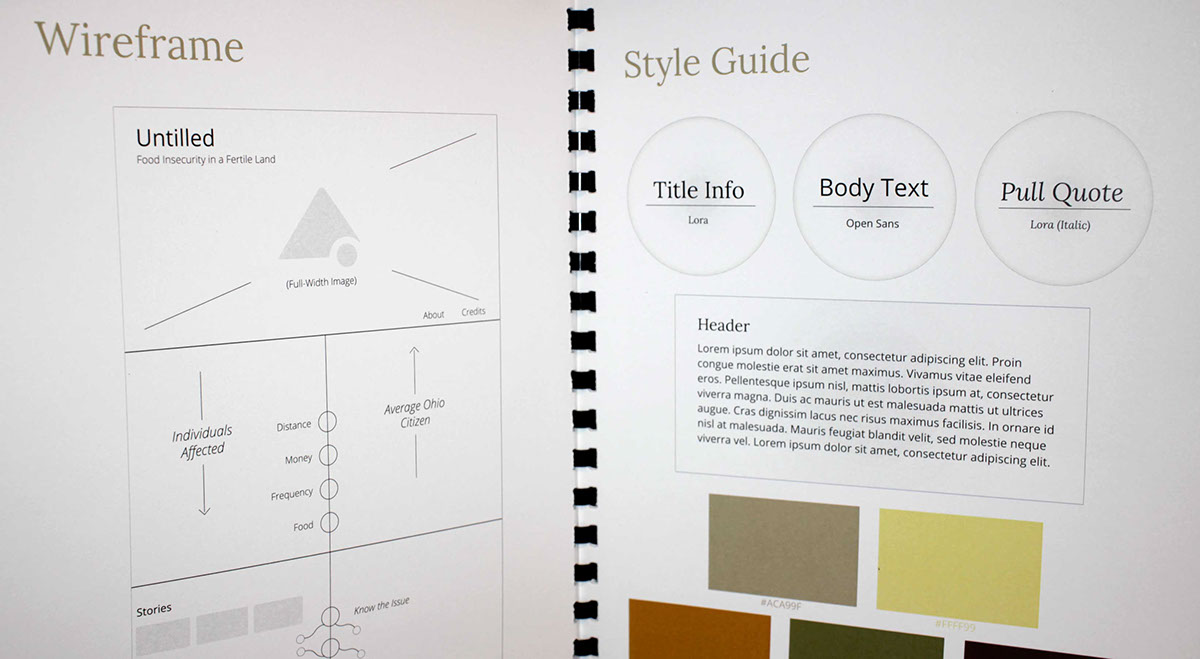 Wireframe
Untilled
Food Insecurity in a Fertile Land
(Full-Width Image)
About
Credits
Individuals
Affected
Distance
Money
Frequency
Food
Average Ohio
Citizen
Stories
Know the Issue
Style Guide
Title Info
Lora
Body Text
Open Sans
Pull Quote
Lora (Italic)
Header
Lorem ipsum dolor sit amet, consectetur adipiscing elit. Proin
congue molestie erat sit amet maximus. Vivamus vitae eleifend
eros. Pellentesque ipsum nisl, mattis lobortis ipsum at, consectetur
viverra magna. Duis ac mauris ut est malesuada mattis ut ultrices
augue. Cras dignissim lacus nec risus maximus facilisis. In ornare id
nisl at malesuada. Mauris feugiat blandit velit, sed molestie neque
viverra vel. Lorem ipsum dolor sit amet, consectetur adipiscing elit.
#ACA99F
#FFFF99